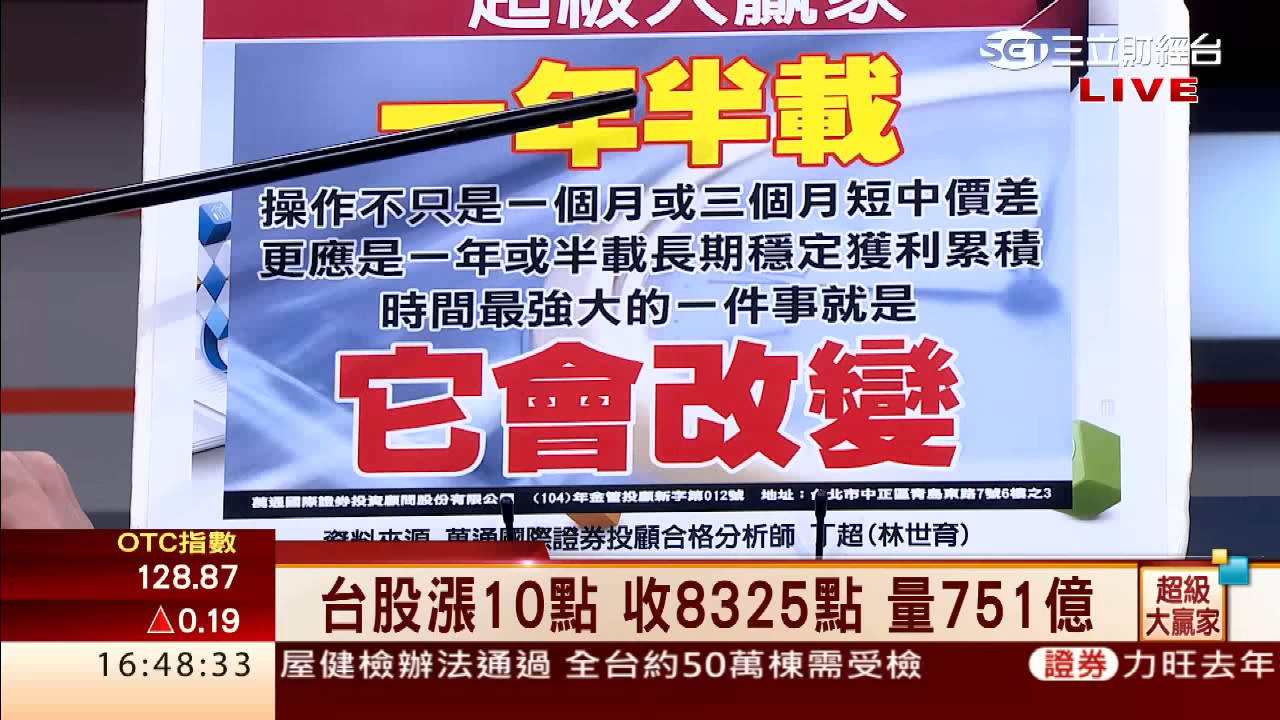 超級大贏家
SET三立財經台
LIVE
一年半載
操作不只是一個月或三個月短中價差
更應是一年或半載長期穩定獲利累積
時間最強大的一件事就是
它會改變
萬通國際證券投資顧問股份有限公司 (104)年金管投顧新字第012號 地址：台北市中正區青島東路7號6樓之3
資料來源 萬通國際證券投顧合格分析師 丁超(林世育)
OTC指數
128.87
△0.19
台股漲10點 收8325點 量751億
超級
大贏家
16:48:33
屋健檢辦法通過 全台約50萬棟需受檢
證券 力旺去年